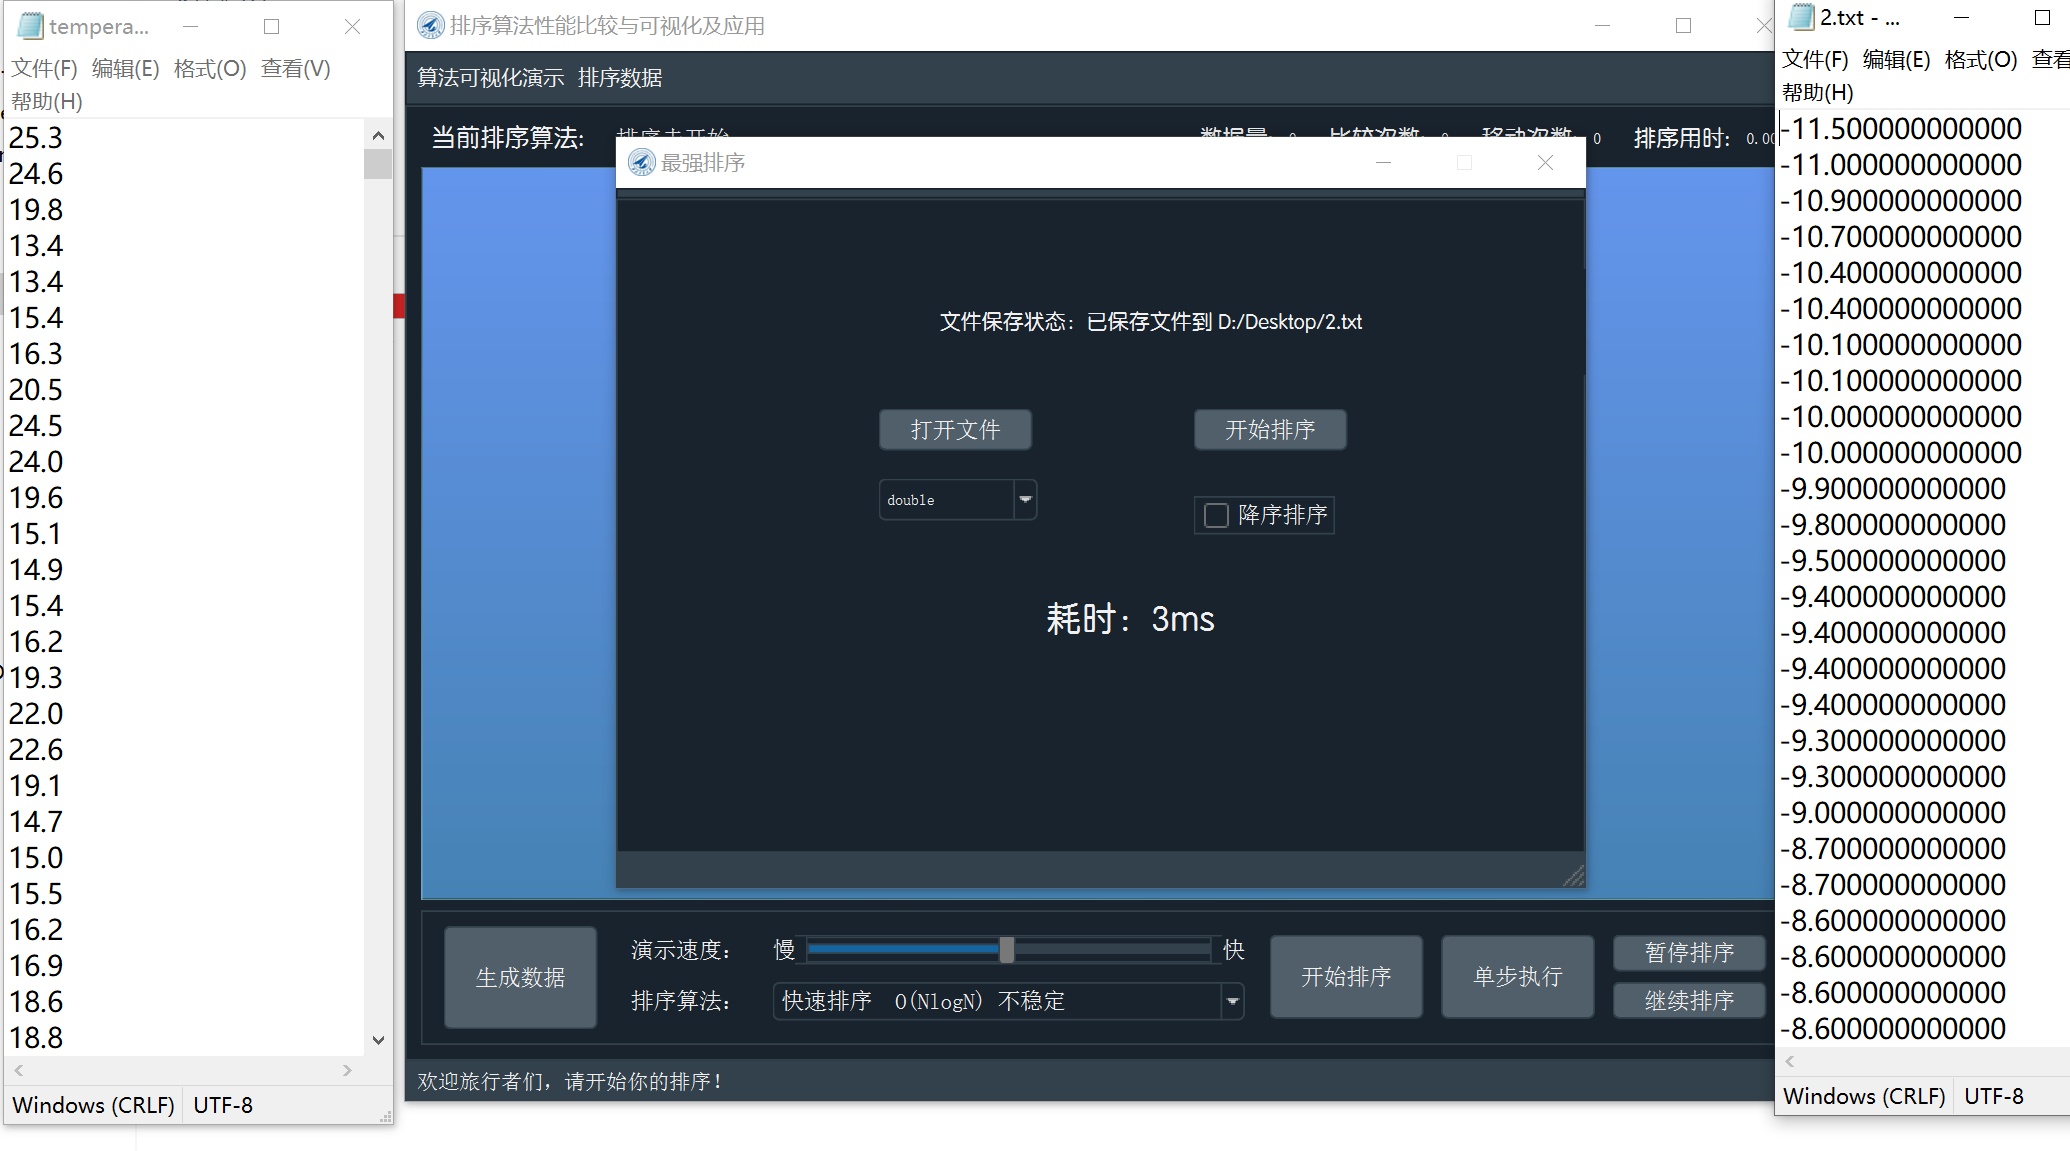 tempera...
文件(F) 编辑(E) 格式(O) 查看(V)
帮助(H)
25.3
24.6
19.8
13.4
13.4
15.4
16.3
20.5
24.5
24.0
19.6
15.1
14.9
15.4
16.2
19.3
22.0
22.6
19.1
14.7
15.0
15.5
16.2
16.9
18.6
18.8
Windows (CRLF) UTF-8
排序算法性能比较与可视化及应用
算法可视化演示 排序数据
当前排序算法: 排序未开始 数据量: 0 比较次数: 0 移动次数: 0 排序用时: 0.00
最强排序
文件保存状态：已保存文件到 D:/Desktop/2.txt
打开文件 开始排序
double
降序排序
耗时：3ms
生成数据
演示速度： 慢 快
排序算法： 快速排序 O(NlogN) 不稳定
开始排序
单步执行
暂停排序
继续排序
欢迎旅行者们，请开始你的排序！
2.txt - ...
文件(F) 编辑(E) 格式(O) 查看
帮助(H)
-11.500000000000
-11.000000000000
-10.900000000000
-10.700000000000
-10.400000000000
-10.400000000000
-10.100000000000
-10.100000000000
-10.000000000000
-10.000000000000
-9.900000000000
-9.800000000000
-9.500000000000
-9.400000000000
-9.400000000000
-9.400000000000
-9.400000000000
-9.300000000000
-9.300000000000
-9.000000000000
-8.700000000000
-8.700000000000
-8.600000000000
-8.600000000000
-8.600000000000
-8.600000000000
Windows (CRLF) UTF-8